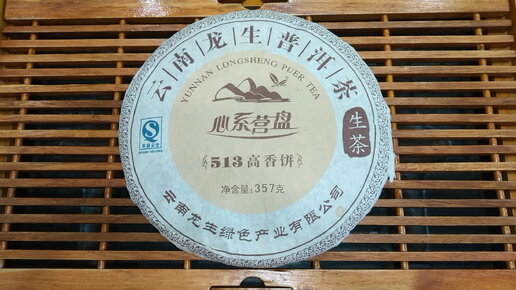 云南龙生普洱茶
YUNNAN LONGSHENG PUER TEA
心系营盘
生茶
513高香饼
净含量:357克
云南龙生绿色产业有限公司